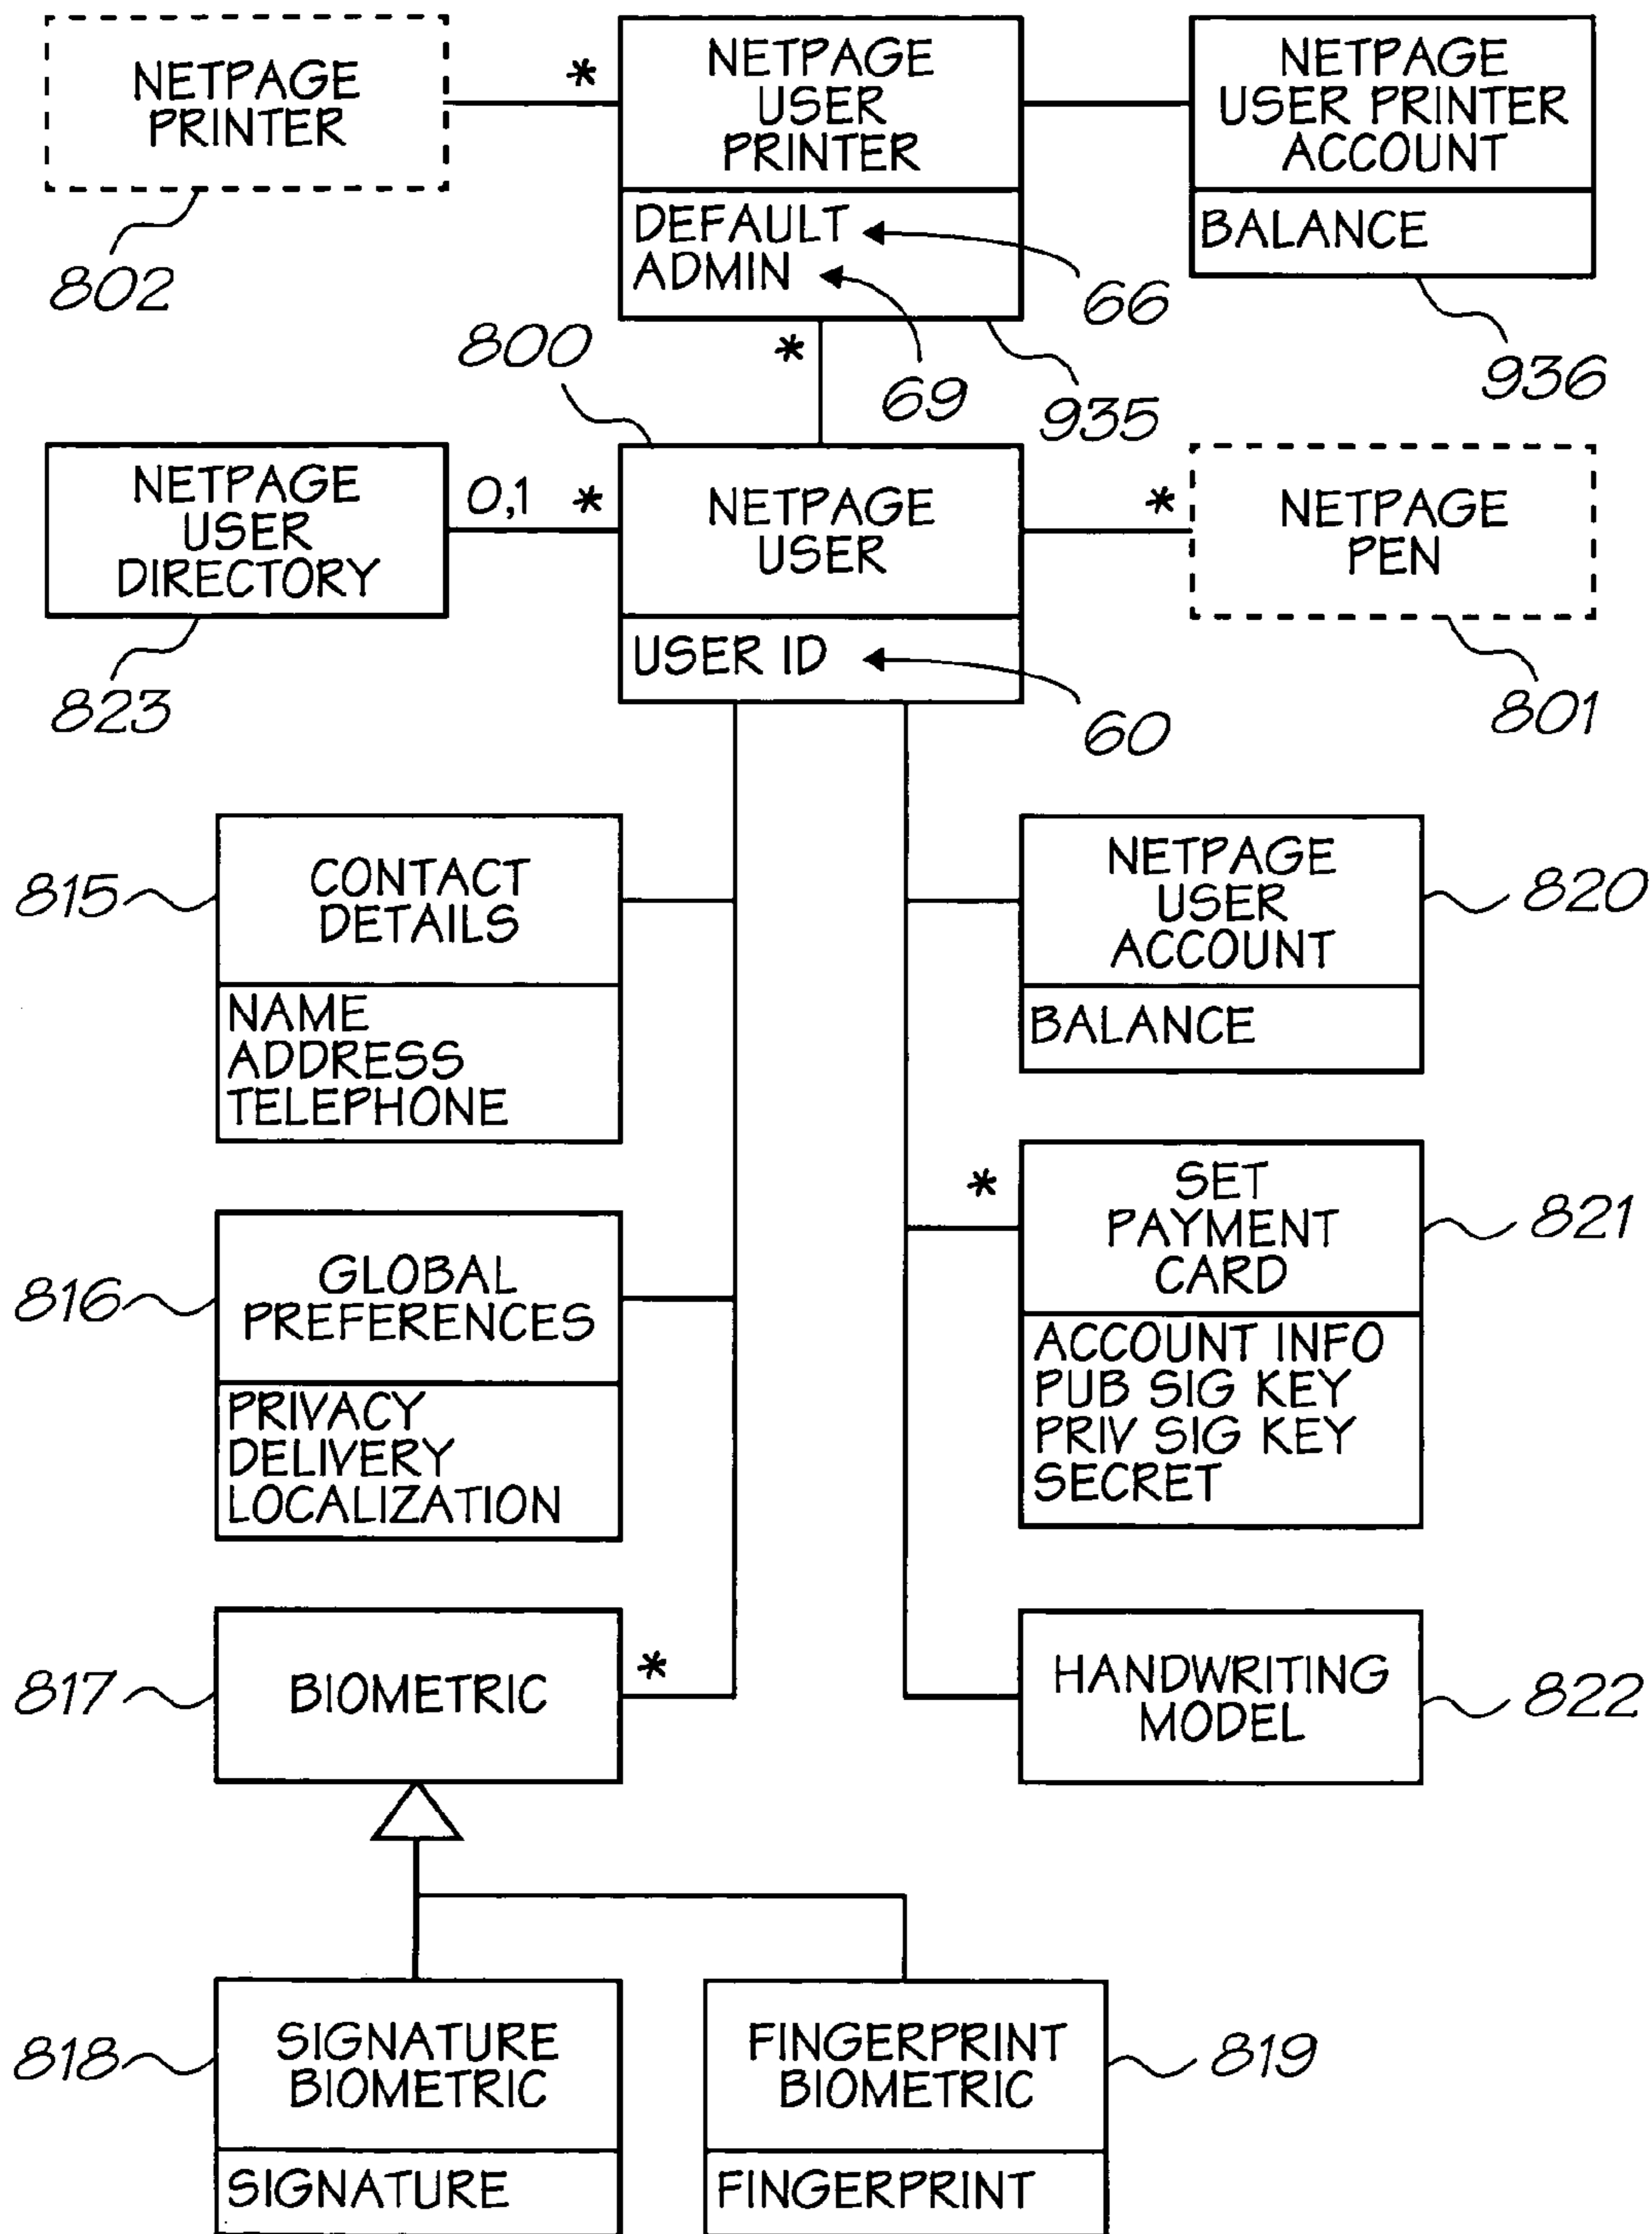 NETPAGE
PRINTER
802
*
NETPAGE
USER
PRINTER
DEFAULT
ADMIN
66
69
935
*
NETPAGE
USER PRINTER
ACCOUNT
BALANCE
936
800
NETPAGE
USER
DIRECTORY
823
0,1 *
NETPAGE
USER
USER ID
60
*
NETPAGE
PEN
801
815
CONTACT
DETAILS
NAME
ADDRESS
TELEPHONE
NETPAGE
USER
ACCOUNT
BALANCE
820
816
GLOBAL
PREFERENCES
PRIVACY
DELIVERY
LOCALIZATION
*
SET
PAYMENT
CARD
ACCOUNT INFO
PUB SIG KEY
PRIV SIG KEY
SECRET
821
817
BIOMETRIC
*
HANDWRITING
MODEL
822
818
SIGNATURE
BIOMETRIC
SIGNATURE
FINGERPRINT
BIOMETRIC
FINGERPRINT
819